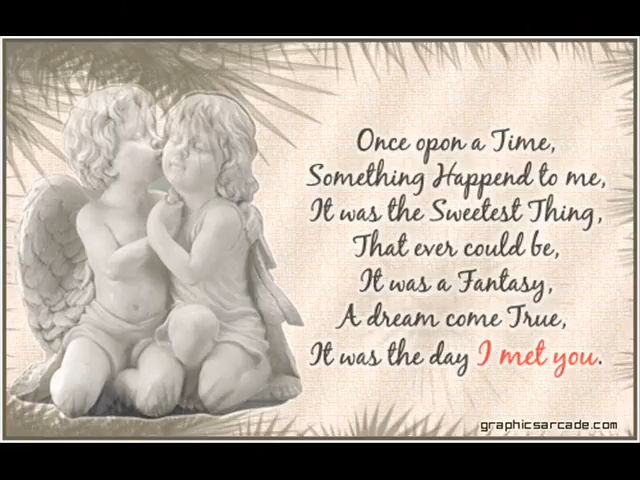 Once opon a Time,
Something Happend to me,
It was the Sweetest Thing,
That ever could be,
It was a Fantasy,
A dream come True,
It was the day I met you.
graphicsarcade.com